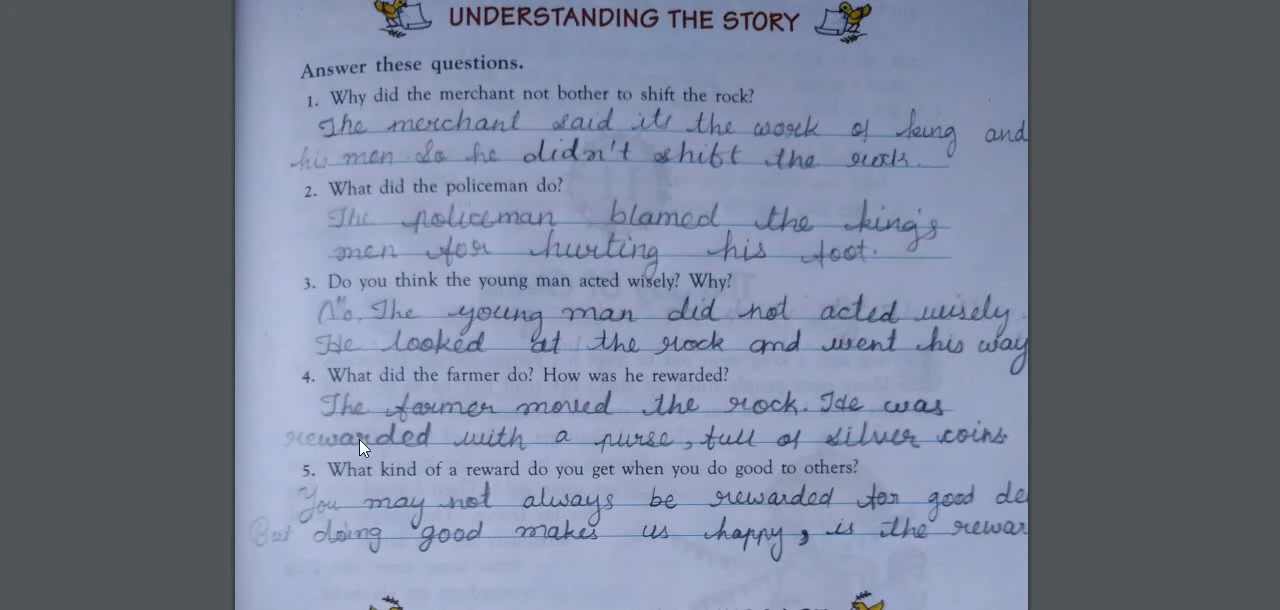 UNDERSTANDING THE STORY
Answer these questions.
1. Why did the merchant not bother to shift the rock?
The merchant said its the work of king and
his men So he didn't shift the rock.
2. What did the policeman do?
The policeman blamed the king's
men for hurting his foot.
3. Do you think the young man acted wisely? Why?
No. The young man did not acted wisely.
He looked at the rock and went his way
4. What did the farmer do? How was he rewarded?
The farmer moved the rock. He was
rewarded with a purse, full of silver coins
5. What kind of a reward do you get when you do good to others?
You may not always be rewarded for good de
But doing good makes us happy, is the rewar